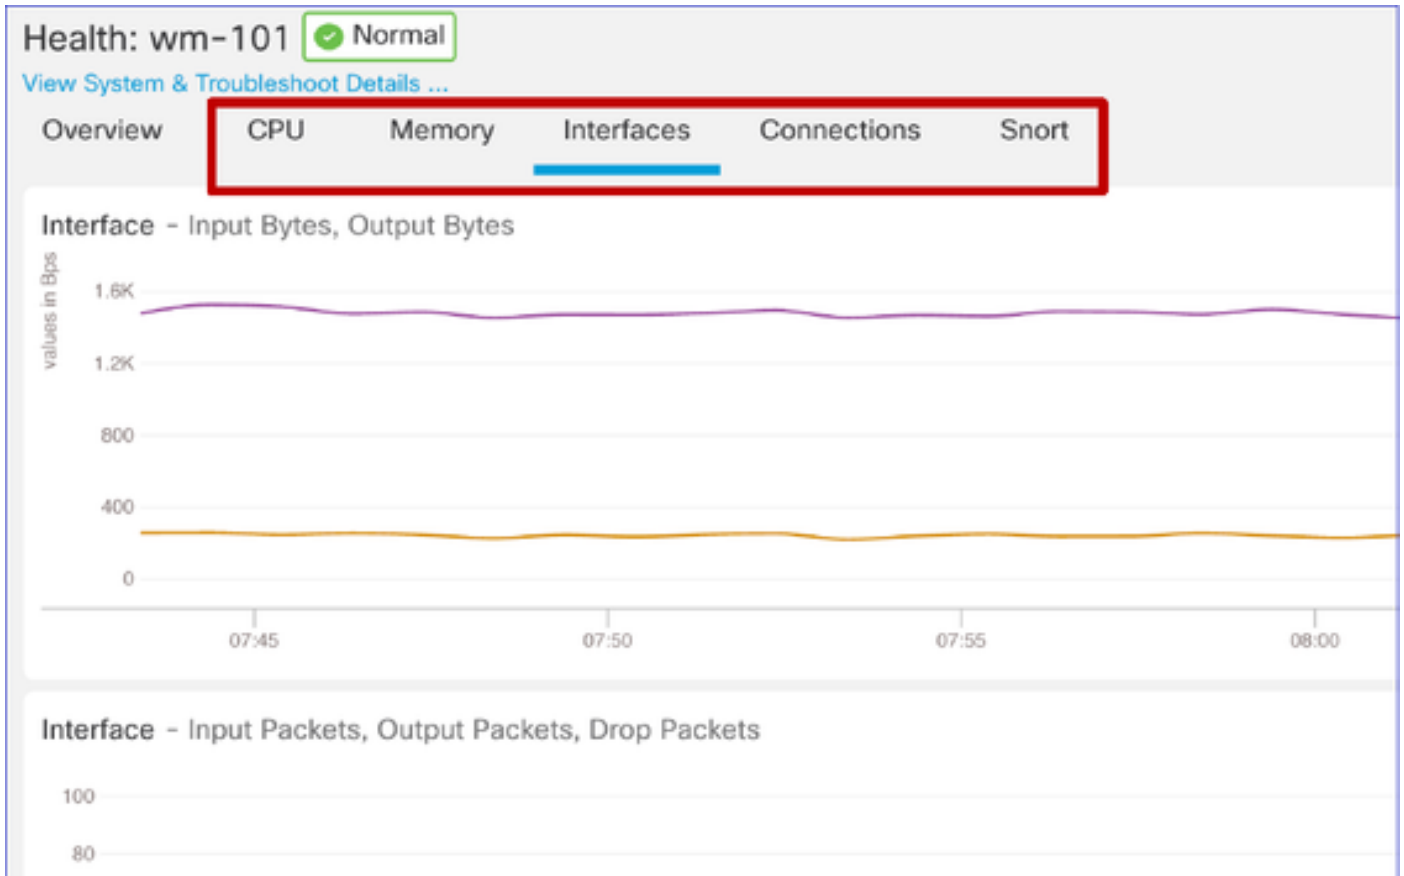 Health: wm-101 Normal
View System & Troubleshoot Details ...
Overview CPU Memory Interfaces Connections Snort
Interface - Input Bytes, Output Bytes
values in Bps
1.6K
1.2K
800
400
0
07:45 07:50 07:55 08:00
Interface - Input Packets, Output Packets, Drop Packets
100
80